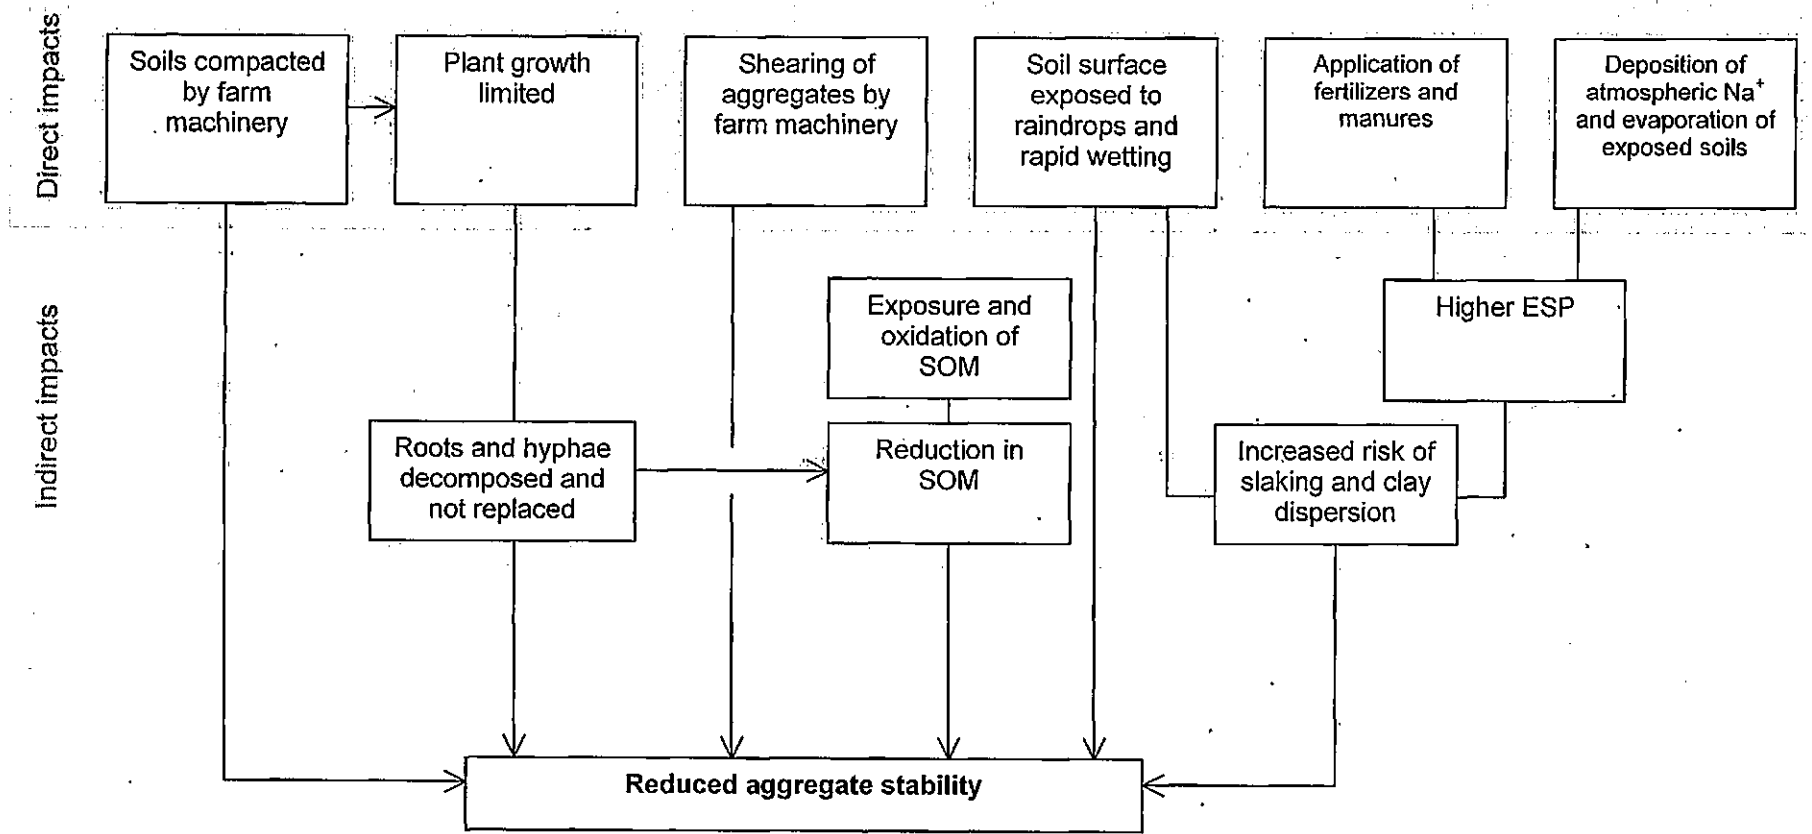 Direct impacts
Soils compacted
by farm
machinery
Plant growth
limited
Shearing of
aggregates by
farm machinery
Soil surface
exposed to
raindrops and
rapid wetting
Application of
fertilizers and
manures
Deposition of
atmospheric Na⁺
and evaporation of
exposed soils
Indirect impacts
Exposure and
oxidation of
SOM
Higher ESP
Roots and hyphae
decomposed and
not replaced
Reduction in
SOM
Increased risk of
slaking and clay
dispersion
Reduced aggregate stability